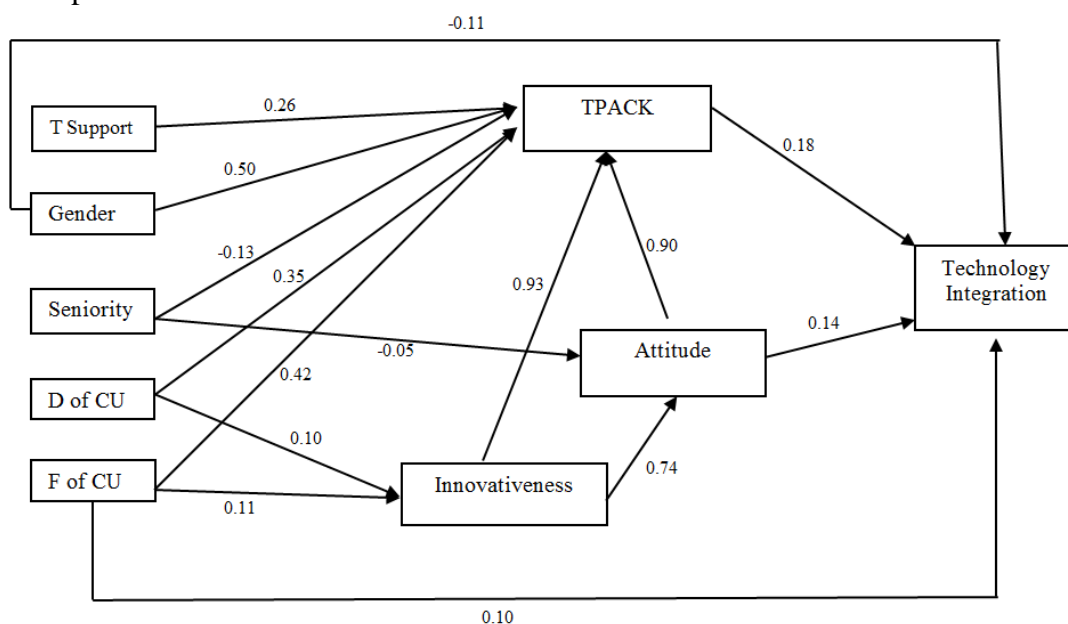 -0.11
T Support
0.26
TPACK
0.18
0.50
Gender
-0.13
0.35
0.93
0.90
Technology
Integration
Seniority
-0.05
Attitude
0.14
0.42
D of CU
0.10
0.74
F of CU
Innovativeness
0.11
0.10